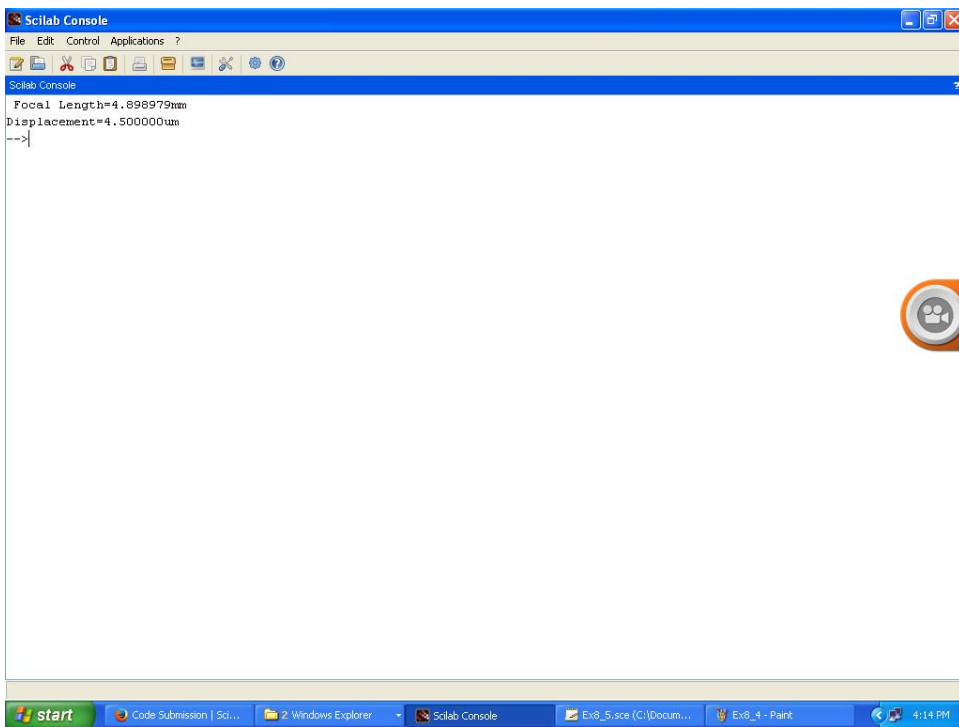 Scilab Console
File Edit Control Applications ?
Scilab Console ?
Focal Length=4.898979mm
Displacement=4.500000um
-->
start Code Submission | Sci... 2 Windows Explorer Scilab Console Ex8_5.sce (C:\Docum... Ex8_4 - Paint 4:14 PM